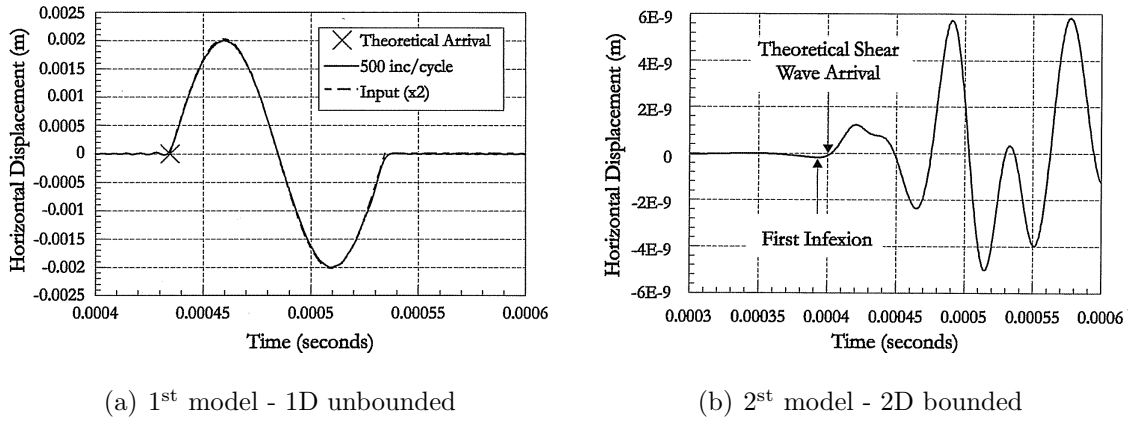 0.0025
0.002
0.0015
0.001
0.0005
0
-0.0005
-0.001
-0.0015
-0.002
-0.0025
Horizontal Displacement (m)
Theoretical Arrival
500 inc/cycle
Input (x2)
0.0004
0.00045
0.0005
0.00055
0.0006
Time (seconds)
(a) 1st model - 1D unbounded
6E-9
4E-9
2E-9
0
-2E-9
-4E-9
-6E-9
Horizontal Displacement (m)
Theoretical Shear
Wave Arrival
First Infexion
0.0003
0.00035
0.0004
0.00045
0.0005
0.00055
0.0006
Time (seconds)
(b) 2st model - 2D bounded